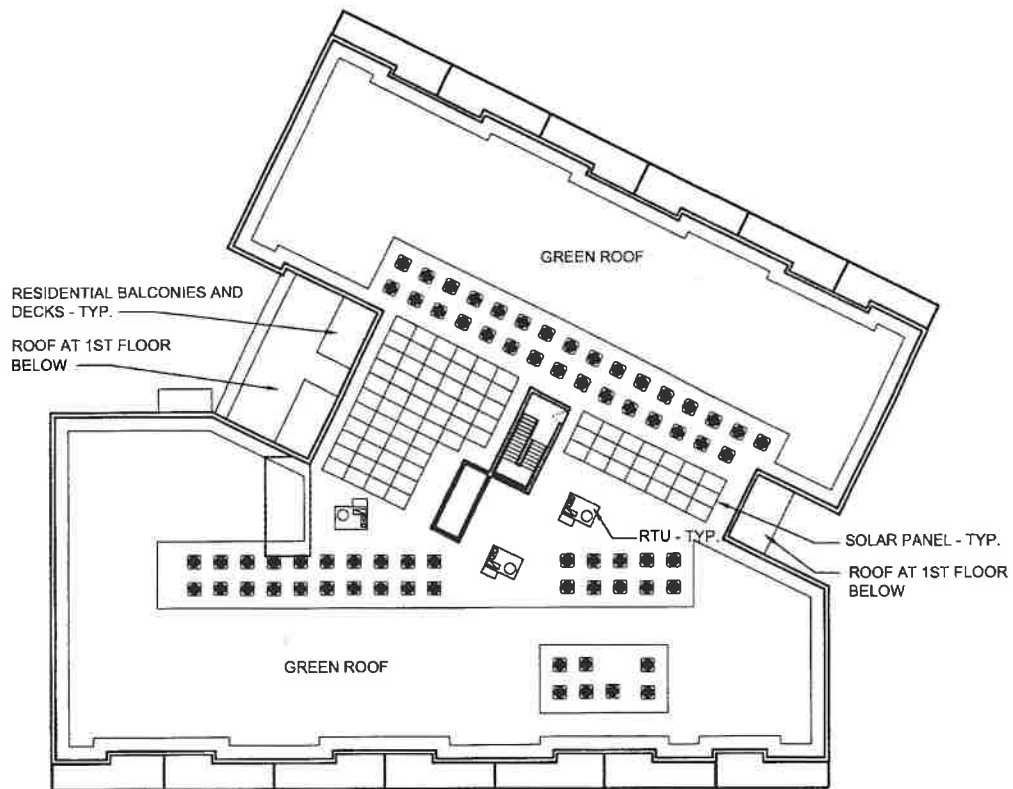 GREEN ROOF
RESIDENTIAL BALCONIES AND
DECKS - TYP.
ROOF AT 1ST FLOOR
BELOW
RTU - TYP.
SOLAR PANEL - TYP.
ROOF AT 1ST FLOOR
BELOW
GREEN ROOF